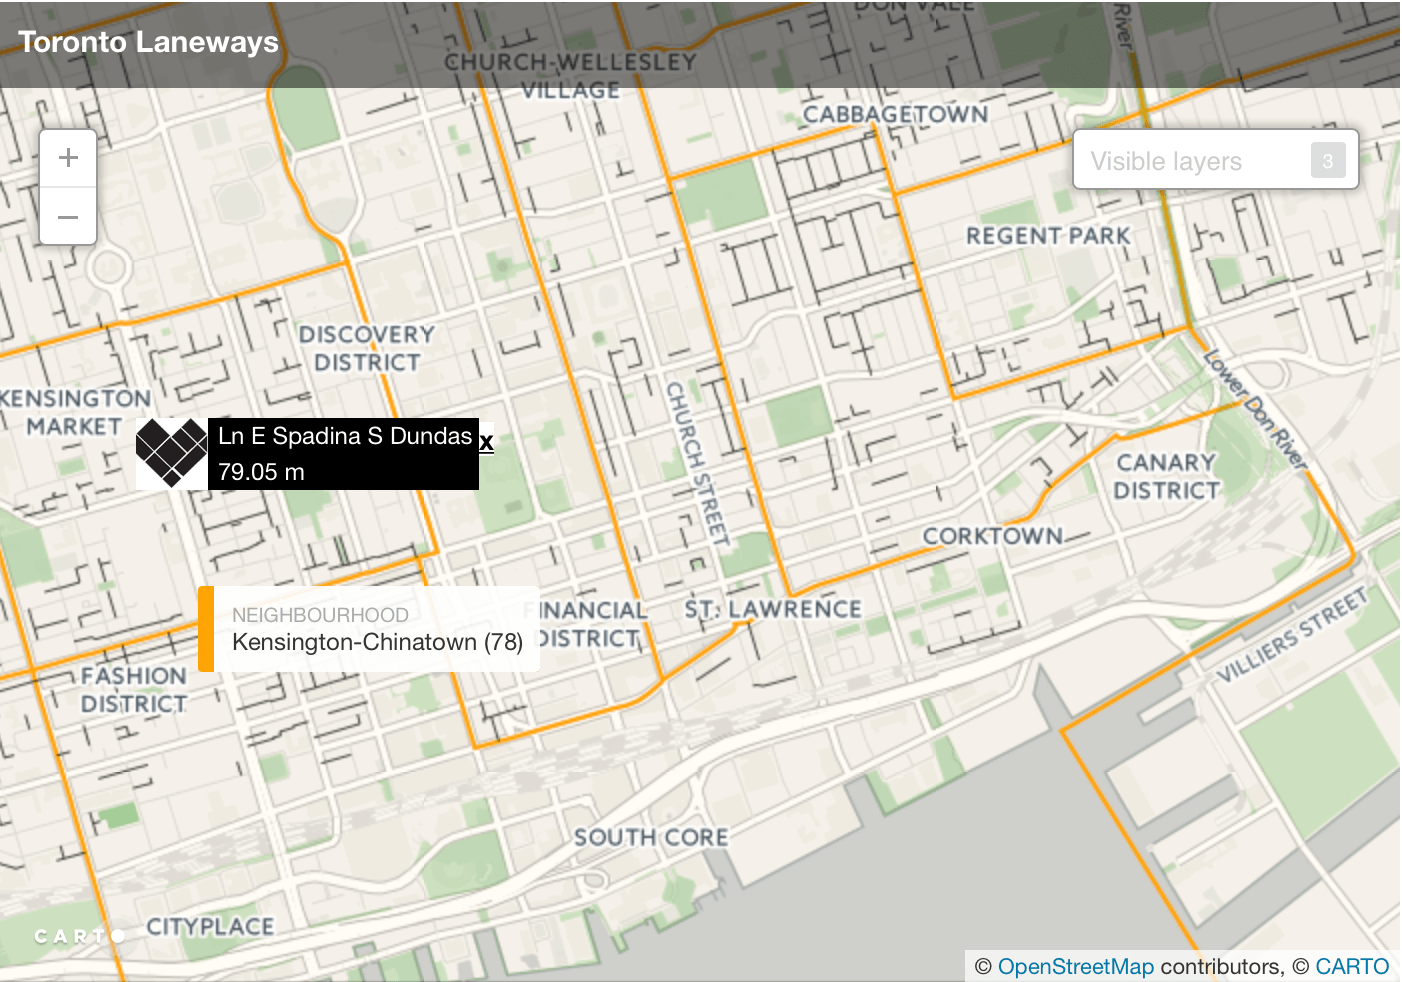 DON VALE
River
Toronto Laneways
CHURCH-WELLESLEY
VILLAGE
CABBAGETOWN
+
Visible layers 3
−
REGENT PARK
DISCOVERY
DISTRICT
Lower Don River
KENSINGTON
MARKET
CHURCH STREET
Ln E Spadina S Dundas x
79.05 m
CANARY
DISTRICT
CORKTOWN
NEIGHBOURHOOD
Kensington-Chinatown (78)
FINANCIAL
DISTRICT
ST. LAWRENCE
VILLIERS STREET
FASHION
DISTRICT
SOUTH CORE
CITYPLACE
CARTO
© OpenStreetMap contributors, © CARTO